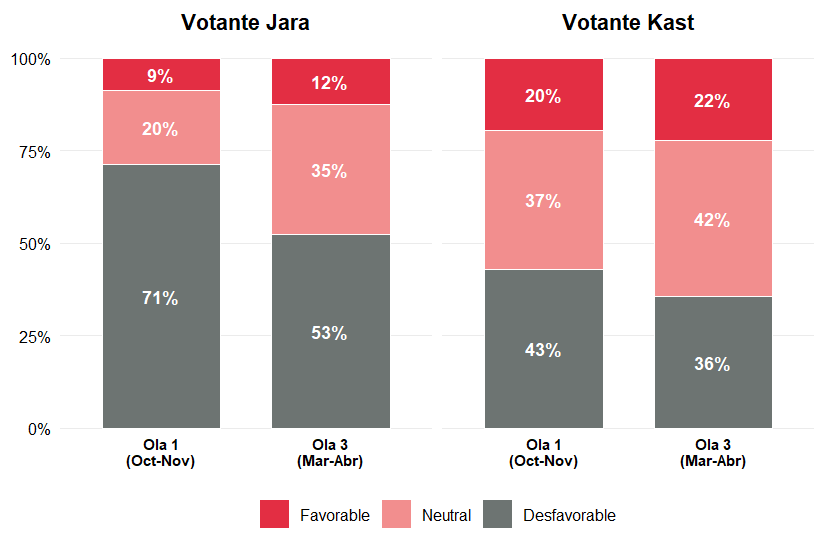 Votante Jara
Votante Kast
100%
75%
50%
25%
0%
9%
20%
71%
12%
35%
53%
20%
37%
43%
22%
42%
36%
Ola 1
(Oct-Nov)
Ola 3
(Mar-Abr)
Ola 1
(Oct-Nov)
Ola 3
(Mar-Abr)
Favorable
Neutral
Desfavorable